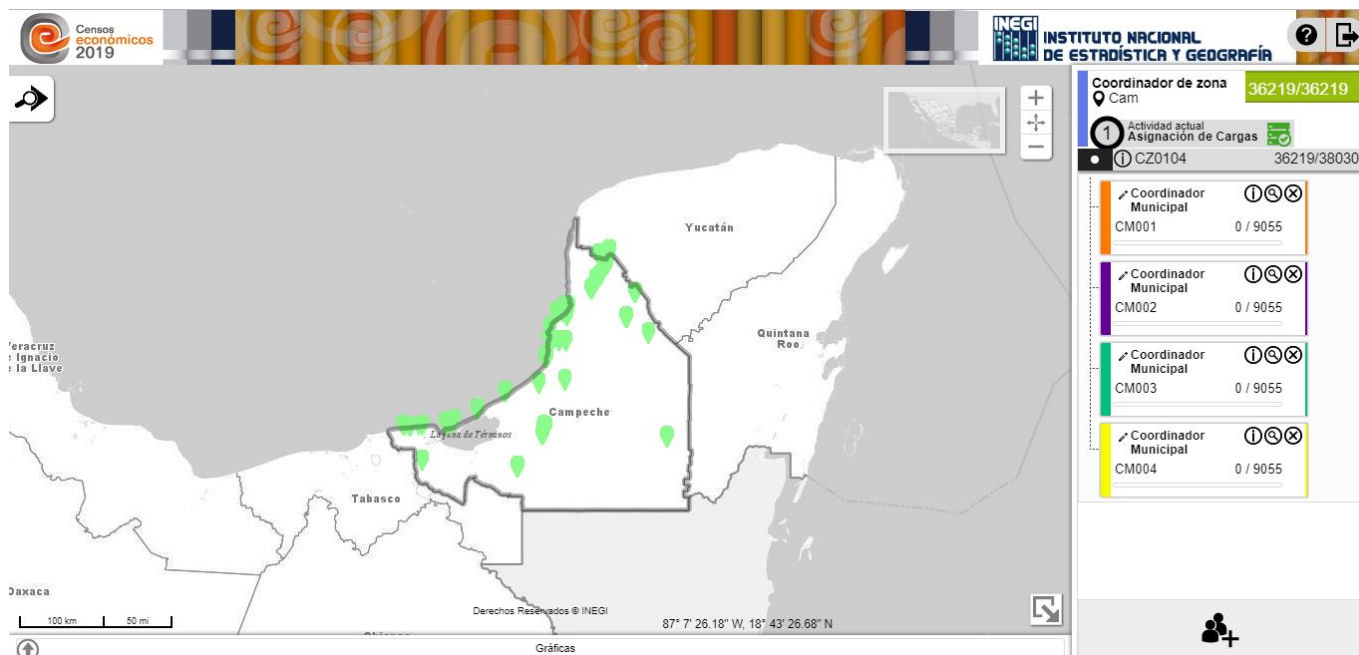 Censos
económicos
2019
INEGI
INSTITUTO NACIONAL
DE ESTADÍSTICA Y GEOGRAFÍA
?
Coordinador de zona
Cam
36219/36219
1
Actividad actual
Asignación de Cargas
CZ0104
36219/38030
Coordinador
Municipal
CM001
0 / 9055
Coordinador
Municipal
CM002
0 / 9055
Coordinador
Municipal
CM003
0 / 9055
Coordinador
Municipal
CM004
0 / 9055
Yucatán
Quintana
Roo
Veracruz
e Ignacio
e la Llave
Campeche
Laguna de Términos
Tabasco
Oaxaca
100 km
50 mi
Derechos Reservados © INEGI
87° 7' 26.18" W, 18° 43' 26.68" N
Gráficas